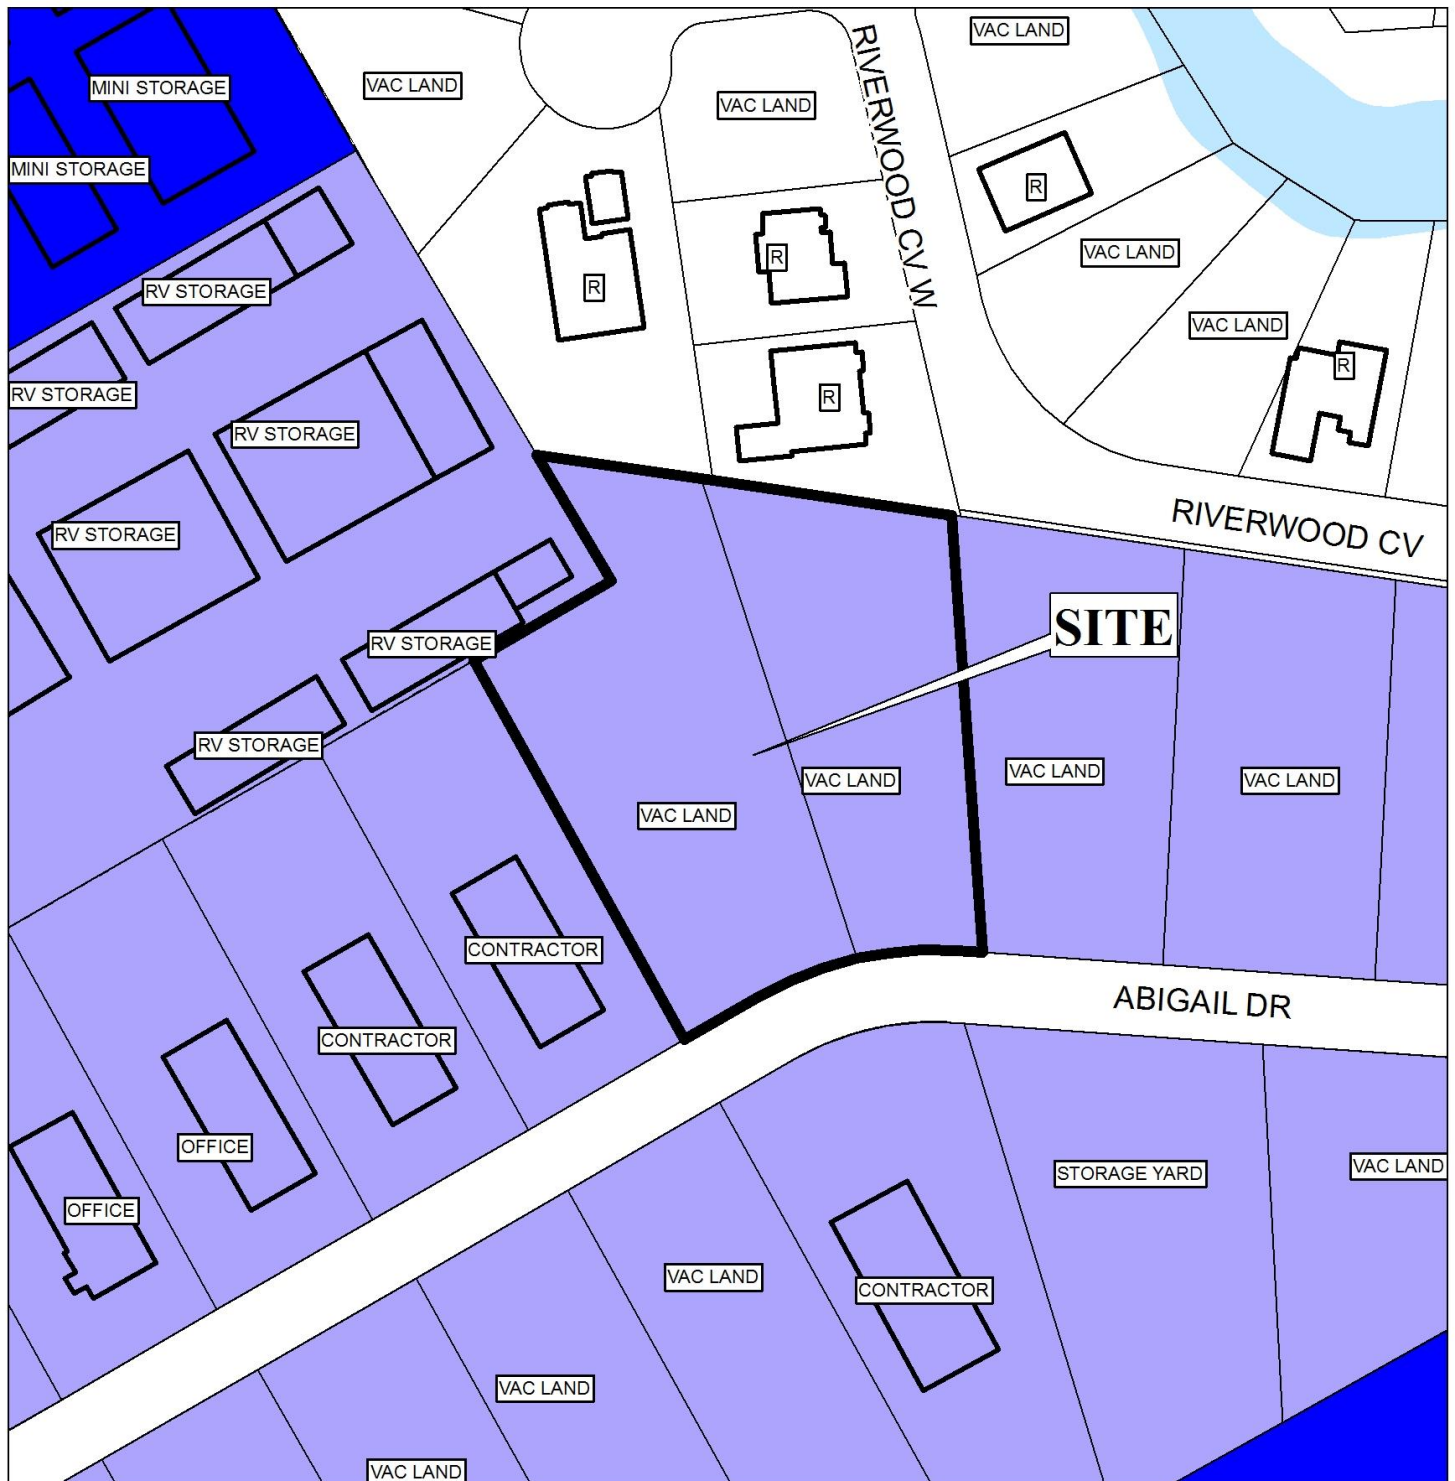 VAC LAND
MINI STORAGE
VAC LAND
VAC LAND
RIVERWOOD CV W
MINI STORAGE
R
VAC LAND
R
R
RV STORAGE
VAC LAND
R
RV STORAGE
R
RV STORAGE
RIVERWOOD CV
RV STORAGE
SITE
RV STORAGE
RV STORAGE
VAC LAND
VAC LAND
VAC LAND
VAC LAND
CONTRACTOR
ABIGAIL DR
CONTRACTOR
OFFICE
VAC LAND
STORAGE YARD
OFFICE
VAC LAND
CONTRACTOR
VAC LAND
VAC LAND